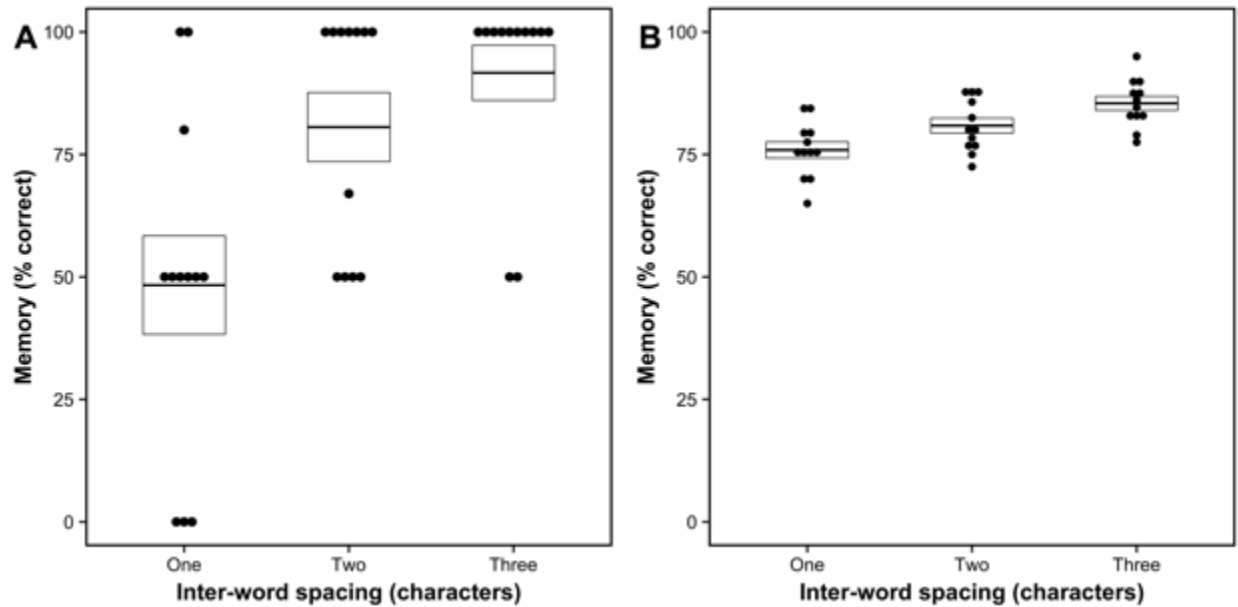 A
Memory (% correct)
100
75
50
25
0
One Two Three
Inter-word spacing (characters)
B
Memory (% correct)
100
75
50
25
0
One Two Three
Inter-word spacing (characters)